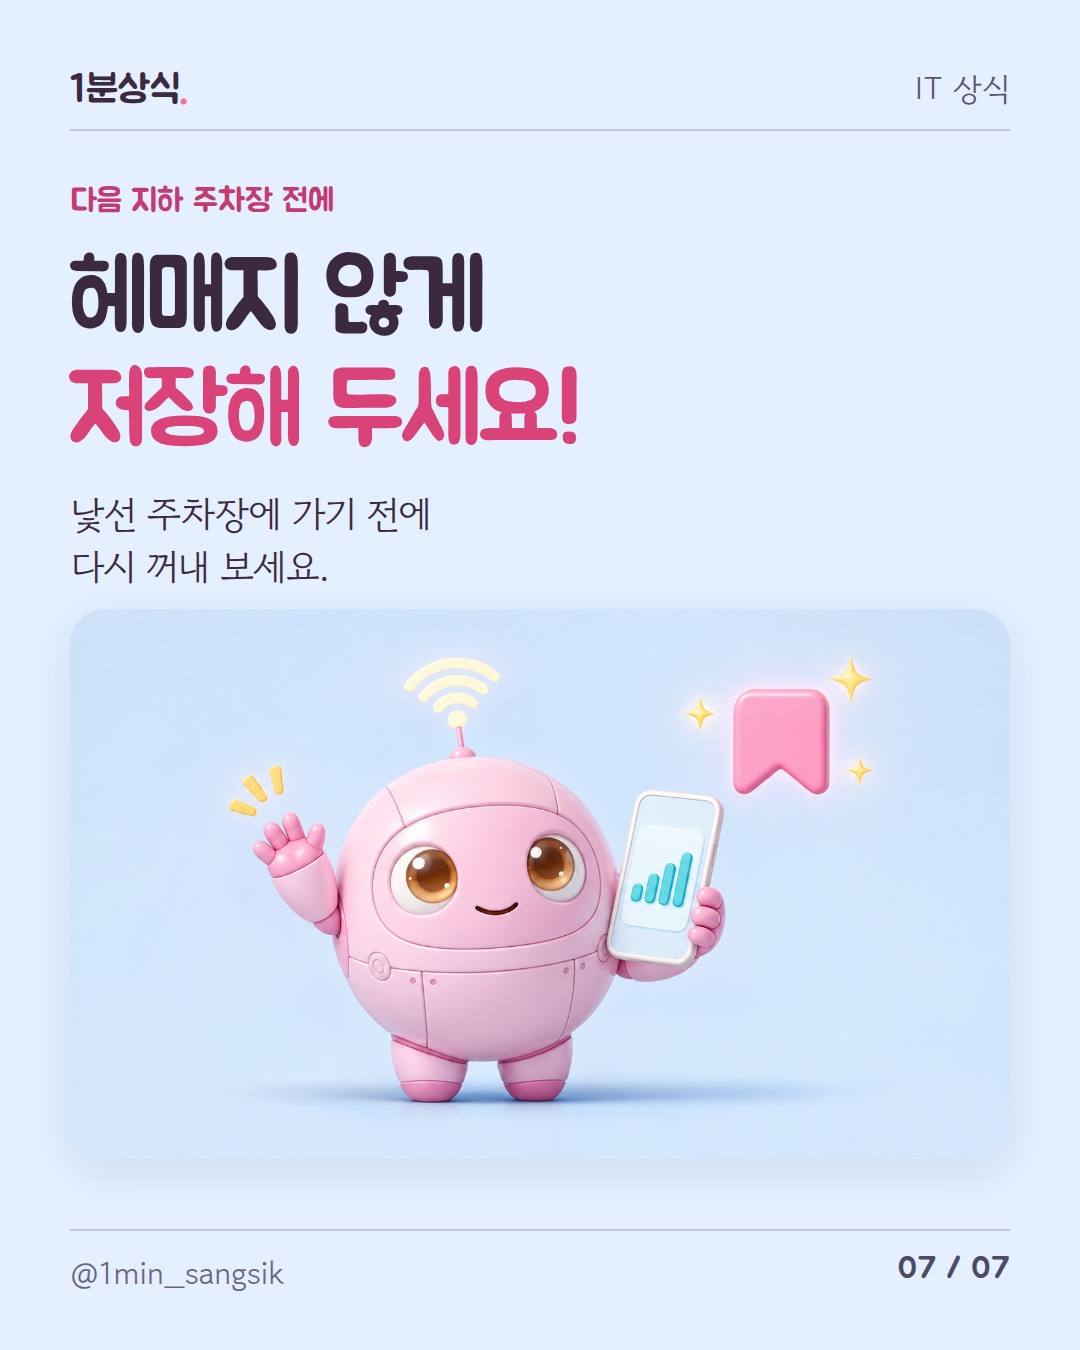 1분상식.
IT 상식
다음 지하 주차장 전에
헤매지 않게
저장해 두세요!
낯선 주차장에 가기 전에
다시 꺼내 보세요.
@1min_sangsik
07 / 07